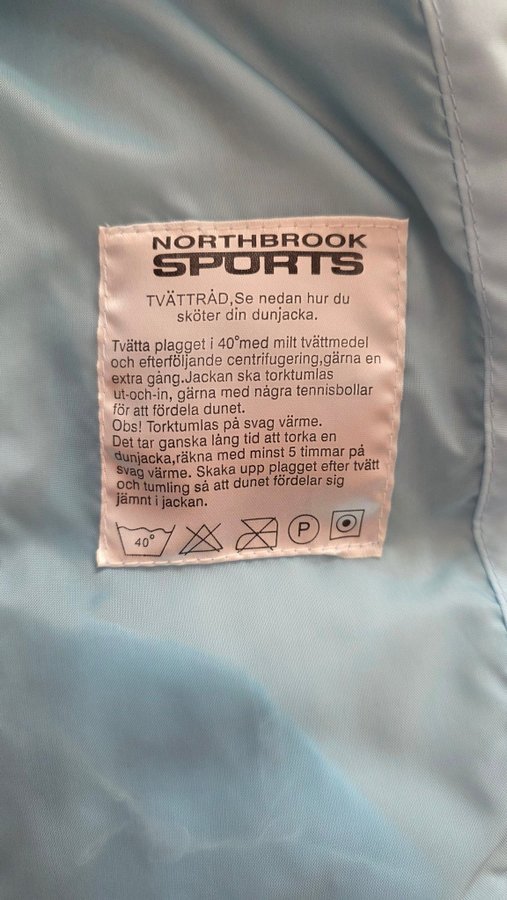 NORTHBROOK
SPORTS
TVÄTTRÅD,Se nedan hur du
sköter din dunjacka.
Tvätta plagget i 40°med milt tvättmedel
och efterföljande centrifugering,gärna en
extra gång.Jackan ska torktumlas
ut-och-in, gärna med några tennisbollar
för att fördela dunet.
Obs! Torktumlas på svag värme.
Det tar ganska lång tid att torka en
dunjacka,räkna med minst 5 timmar på
svag värme. Skaka upp plagget efter tvätt
och tumling så att dunet fördelar sig
jämnt i jackan.
40° P